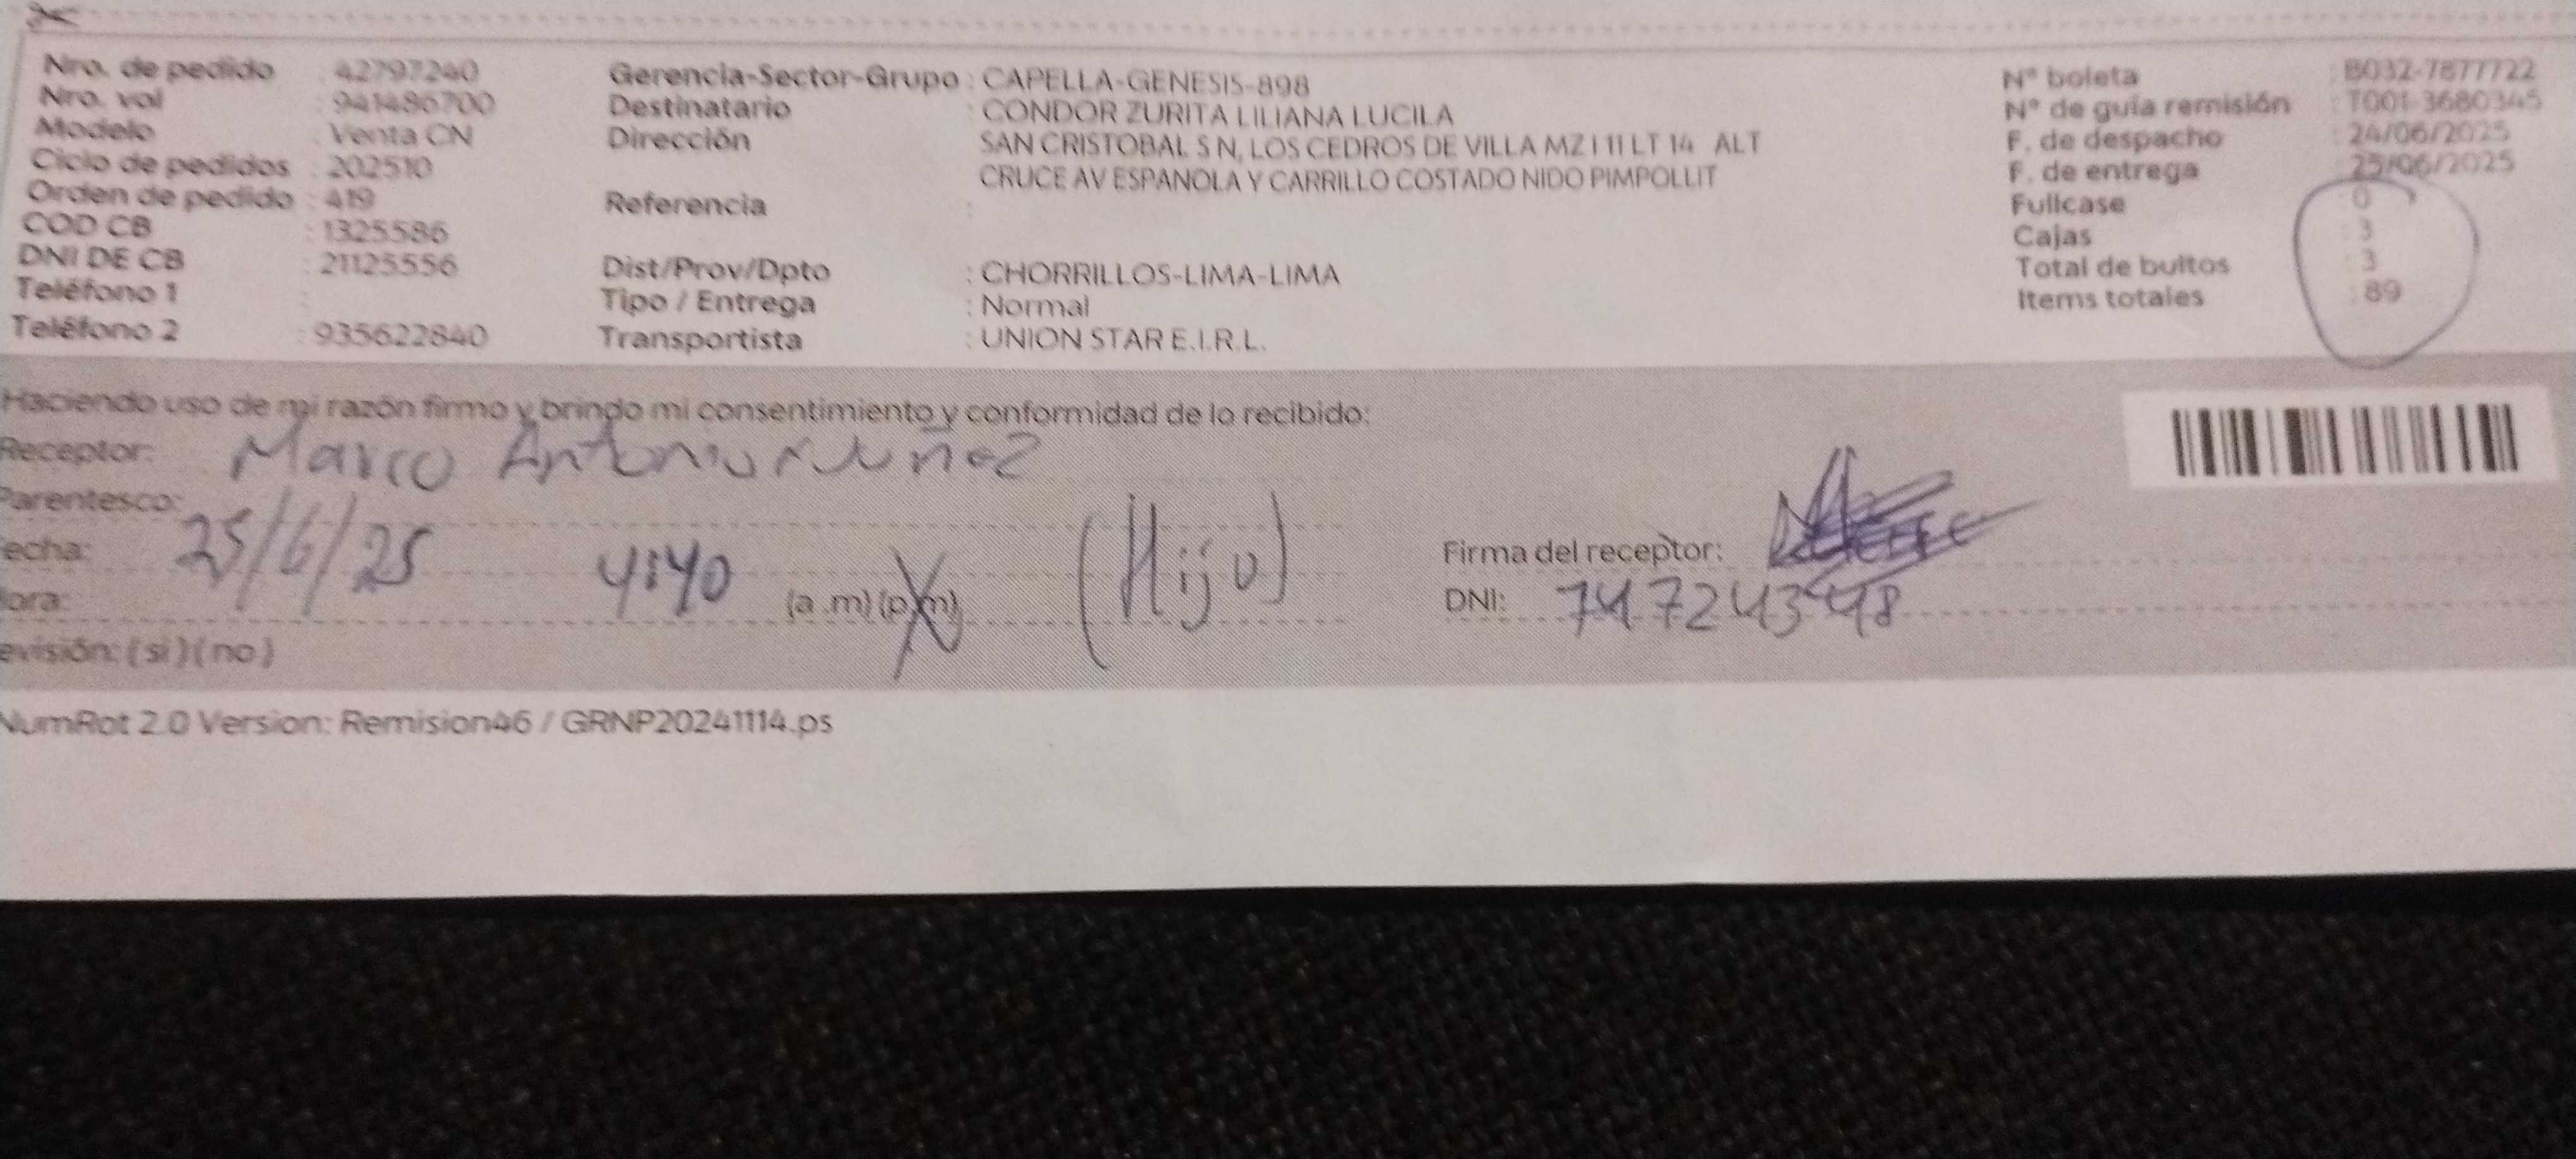 Nro. de pedido : 42797240
Nro. vol : 941486700
Modelo : Venta CN
Ciclo de pedidos : 202510
Orden de pedido : 419
COD CB : 1325586
DNI DE CB : 21125556
Teléfono 1 :
Teléfono 2 : 935622840
Gerencia-Sector-Grupo : CAPELLA-GENESIS-898
Destinatario : CONDOR ZURITA LILIANA LUCILA
Dirección SAN CRISTOBAL S N, LOS CEDROS DE VILLA MZ I 11 LT 14 ALT
CRUCE AV ESPANOLA Y CARRILLO COSTADO NIDO PIMPOLLIT
Referencia :
Dist/Prov/Dpto : CHORRILLOS-LIMA-LIMA
Tipo / Entrega : Normal
Transportista : UNION STAR E.I.R.L.
N° boleta : B032-7877722
N° de guía remisión : T001-3680345
F. de despacho : 24/06/2025
F. de entrega : 25/06/2025
Fullcase : 0
Cajas : 3
Total de bultos : 3
Items totales : 89
Haciendo uso de mi razón firmo y brindo mi consentimiento y conformidad de lo recibido:
Receptor: Marco Antonio Nuñez
Parentesco:
echa: 25/6/25
ora: 4:40 (a .m) (p.m) (Hijo)
evisión: (si) (no)
Firma del receptor:
DNI: 74724348
NumRot 2.0 Version: Remision46 / GRNP20241114.ps